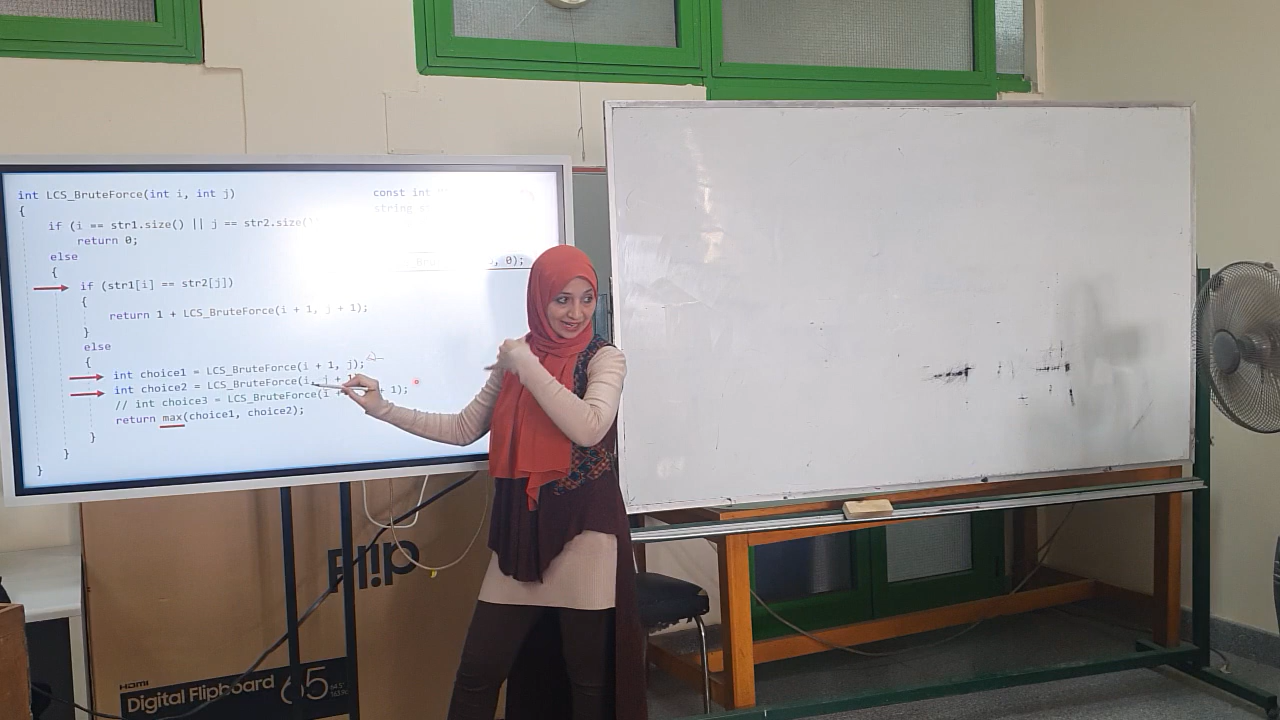 int LCS_BruteForce(int i, int j)
const int
{
if (i == str1.size() || j == str2.size()
return 0;
else
, 0);
{
if (str1[i] == str2[j])
{
return 1 + LCS_BruteForce(i + 1, j + 1);
}
else
{
int choice1 = LCS_BruteForce(i + 1, j);
int choice2 = LCS_BruteForce(i, j +
// int choice3 = LCS_BruteForce(i + 1);
return max(choice1, choice2);
}
}
}
Flip
HDMI
Digital Flipboard 65